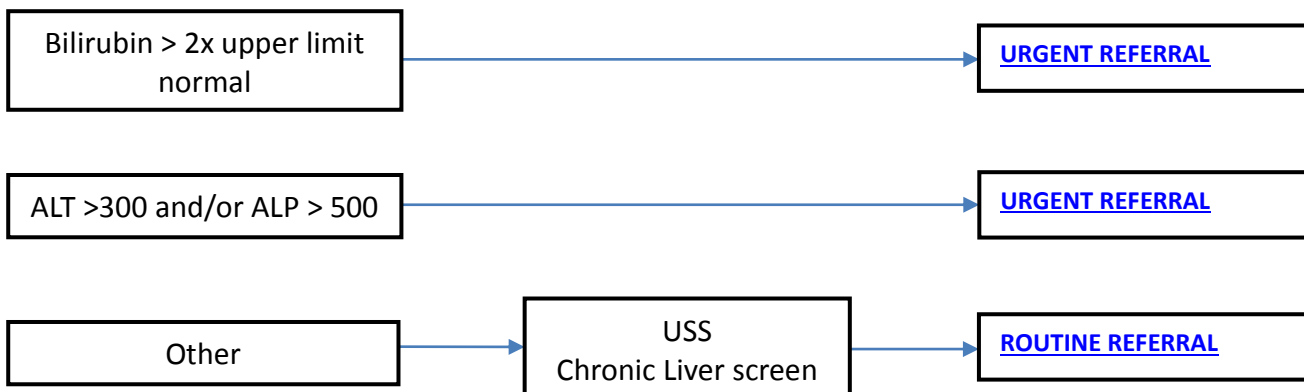 Bilirubin > 2x upper limit
normal
URGENT REFERRAL
ALT >300 and/or ALP > 500
URGENT REFERRAL
Other
USS
Chronic Liver screen
ROUTINE REFERRAL